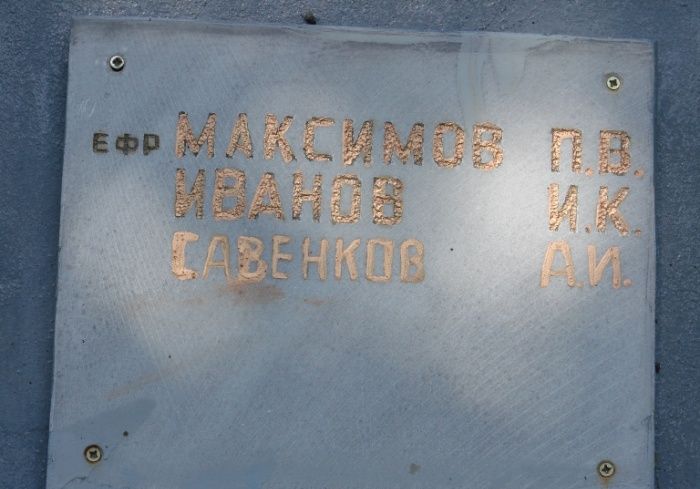 ЕФР МАКСИМОВ П.В.
ИВАНОВ И.К.
САВЕНКОВ А.И.